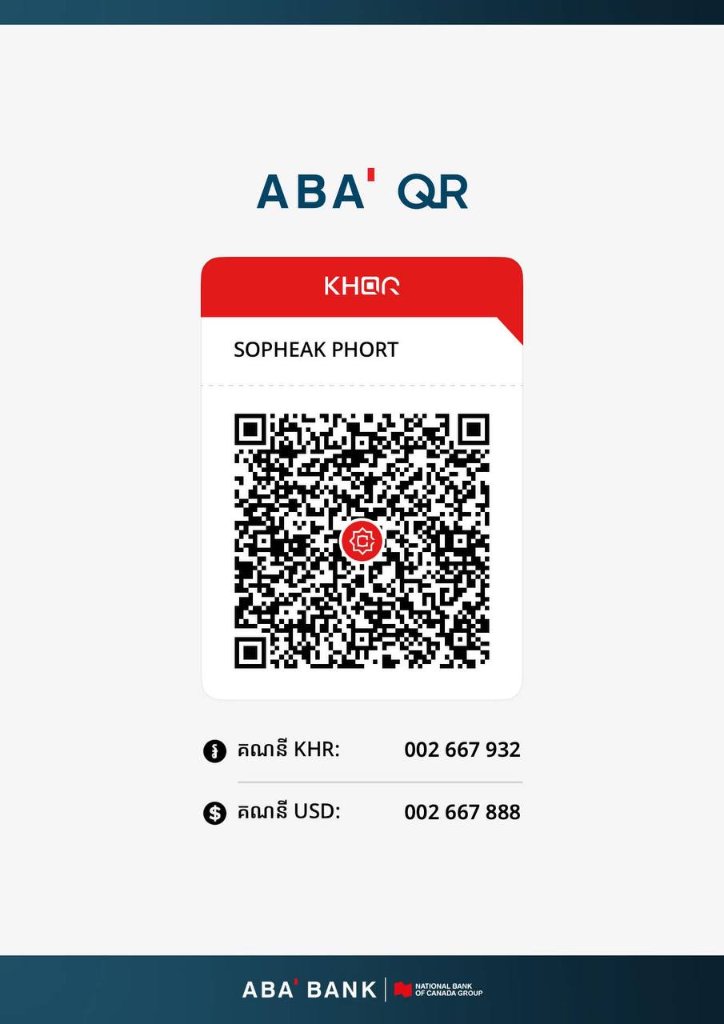 ABA' QR
KHQR
SOPHEAK PHORT
គណនី KHR: 002 667 932
គណនី USD: 002 667 888
ABA' BANK NATIONAL BANK
OF CANADA GROUP